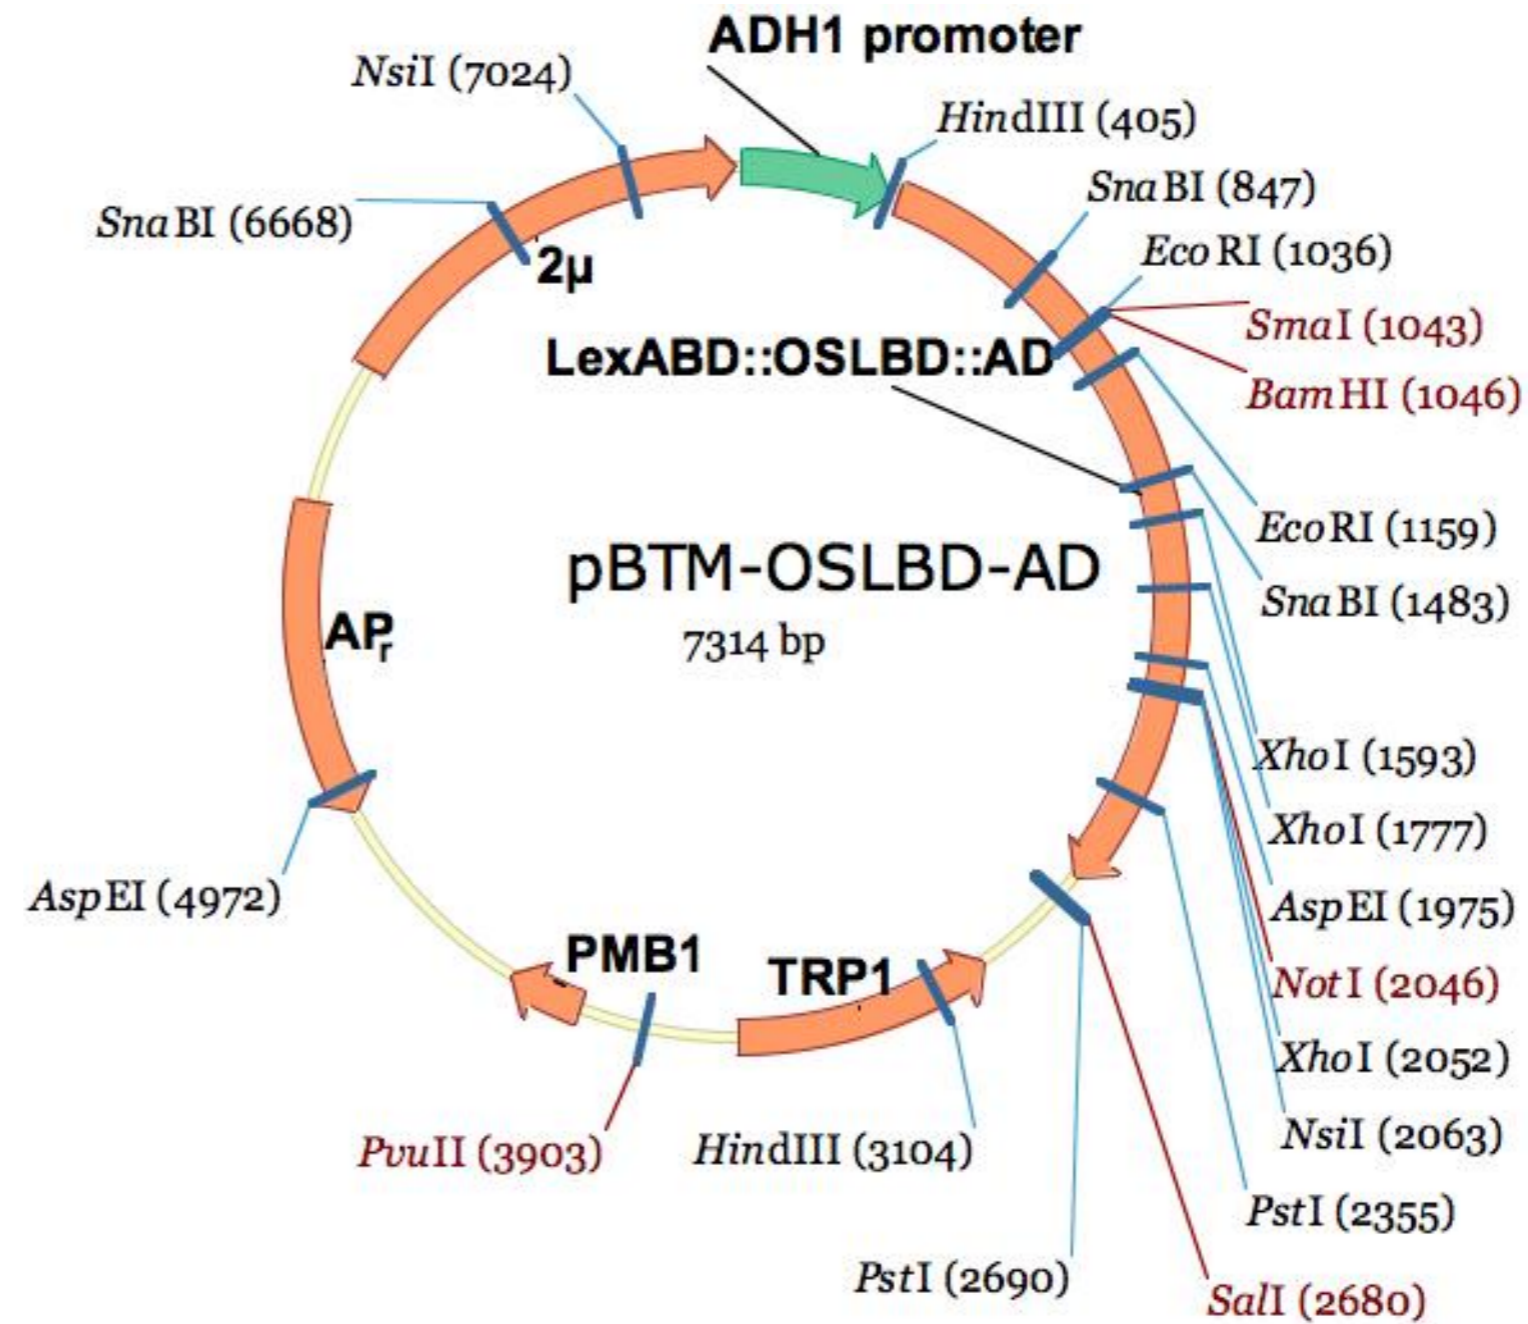 ADH1 promoter
NsiI (7024)
HindIII (405)
SnaBI (847)
SnaBI (6668)
EcoRI (1036)
2μ
SmaI (1043)
LexABD::OSLBD::AD
BamHI (1046)
EcoRI (1159)
pBTM-OSLBD-AD
SnaBI (1483)
7314 bp
APr
XhoI (1593)
XhoI (1777)
AspEI (4972)
AspEI (1975)
PMB1
TRP1
NotI (2046)
XhoI (2052)
NsiI (2063)
PvuII (3903)
HindIII (3104)
PstI (2355)
PstI (2690)
SalI (2680)